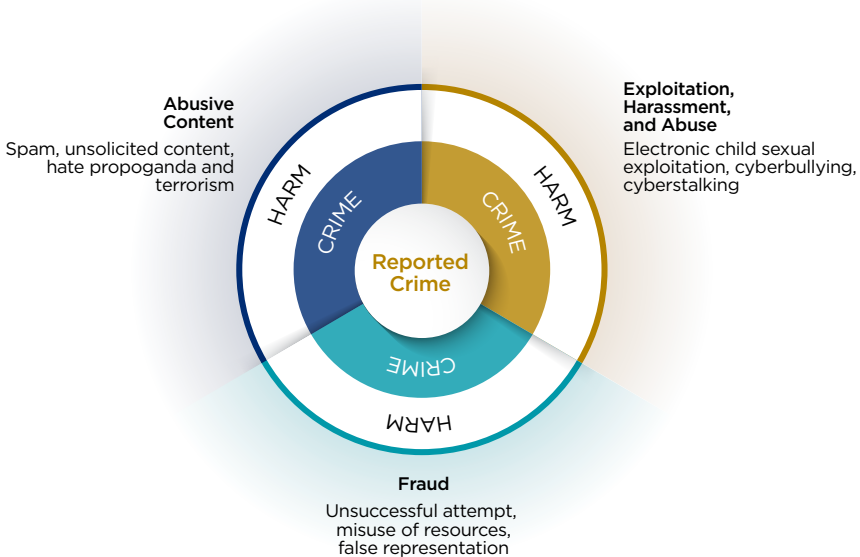 Abusive
Content
Spam, unsolicited content,
hate propoganda and
terrorism
Exploitation,
Harassment,
and Abuse
Electronic child sexual
exploitation, cyberbullying,
cyberstalking
HARM
CRIME
CRIME
HARM
Reported
Crime
CRIME
HARM
Fraud
Unsuccessful attempt,
misuse of resources,
false representation